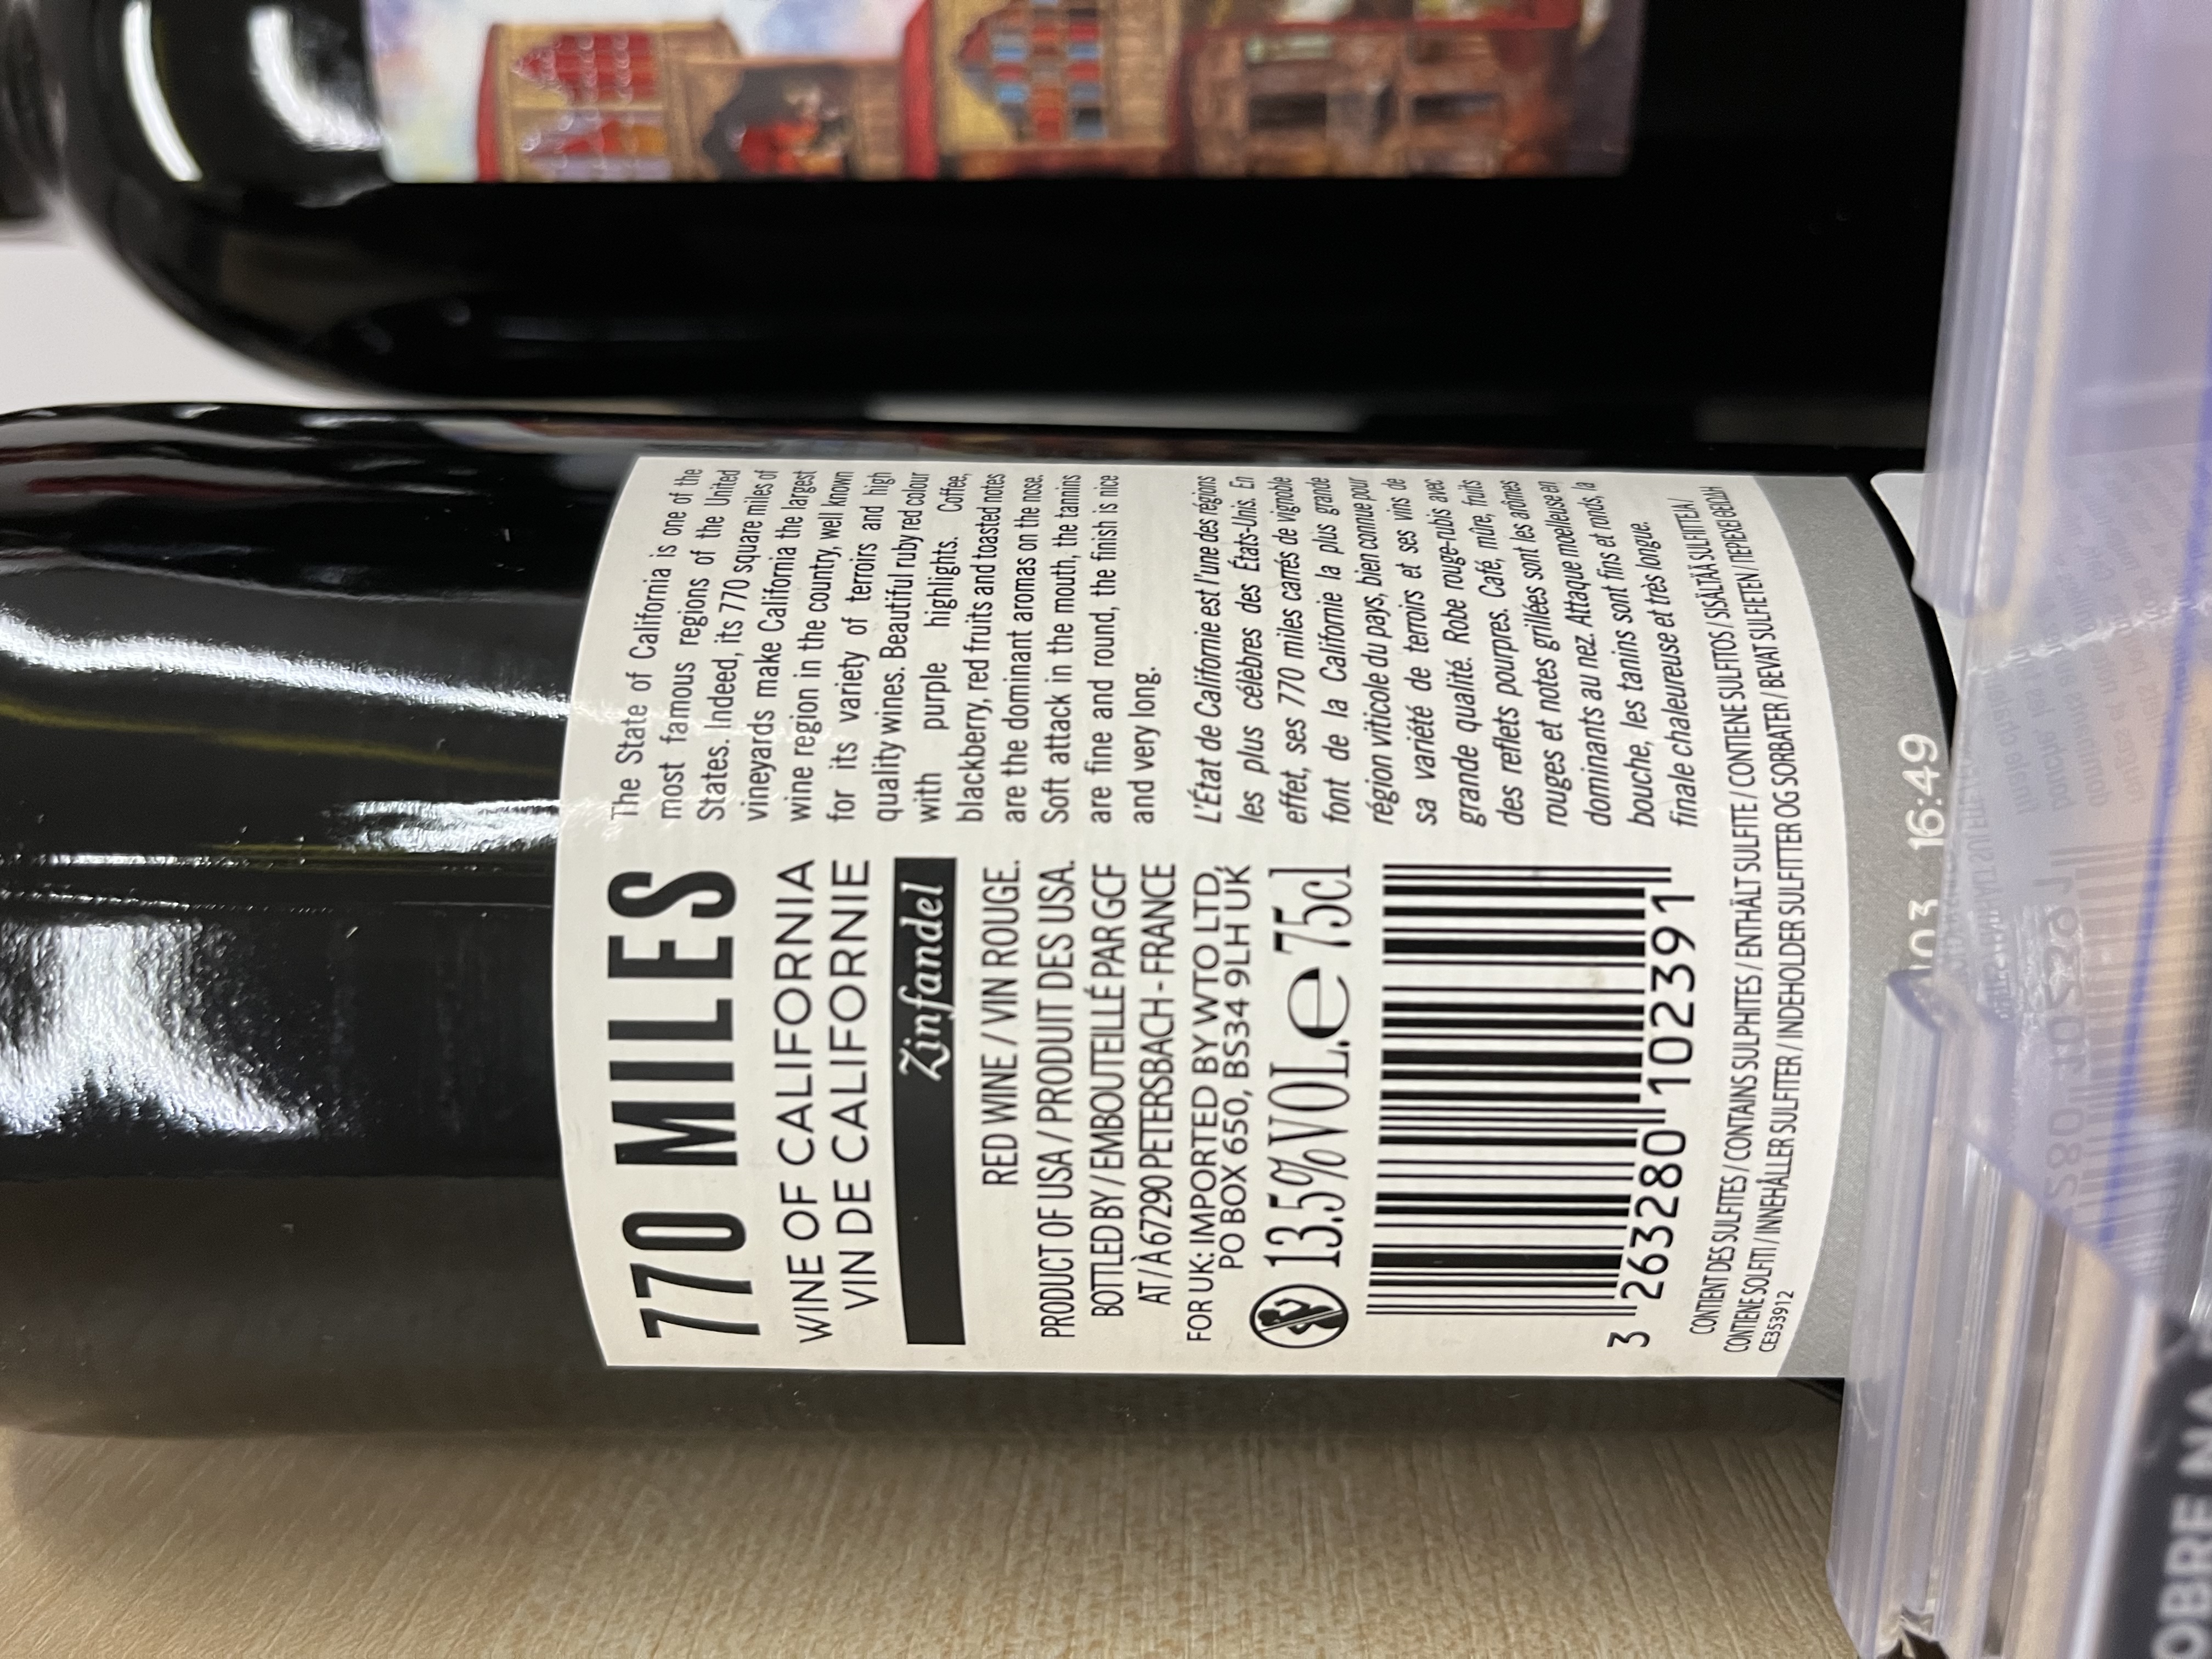 770 MILES
WINE OF CALIFORNIA
VIN DE CALIFORNIE
Zinfandel
RED WINE / VIN ROUGE.
PRODUCT OF USA / PRODUIT DES USA.
BOTTLED BY / EMBOUTEILLÉ PAR GCF
AT / À 67290 PETERSBACH - FRANCE
FOR UK: IMPORTED BY WTO LTD,
PO BOX 650, BS34 9LH UK
13.5%VOL.e 75cl
3 263280 102391
The State of California is one of the
most famous regions of the United
States. Indeed, its 770 square miles of
vineyards make California the largest
wine region in the country, well known
for its variety of terroirs and high
quality wines. Beautiful ruby red colour
with purple highlights. Coffee,
blackberry, red fruits and toasted notes
are the dominant aromas on the nose.
Soft attack in the mouth, the tannins
are fine and round, the finish is nice
and very long.
L'État de Californie est l'une des régions
les plus célèbres des États-Unis. En
effet, ses 770 miles carrés de vignoble
font de la Californie la plus grande
région viticole du pays, bien connue pour
sa variété de terroirs et ses vins de
grande qualité. Robe rouge-rubis avec
des reflets pourpres. Café, mûre, fruits
rouges et notes grillées sont les arômes
dominants au nez. Attaque moelleuse en
bouche, les tanins sont fins et ronds, la
finale chaleureuse et très longue.
CONTIENT DES SULFITES / CONTAINS SULPHITES / ENTHÄLT SULFITE / CONTIENE SULFITOS / SISÄLTÄÄ SULFIITTEJA /
CONTIENE SOLFITI / INNEHÅLLER SULFITER / INDEHOLDER SULFITTER OG SORBATER / BEVAT SULFIETEN / ΠΕΡΙΕΧΕΙ ΘΕΙΩΔΗ
CE353912
16:49
OBRE NA